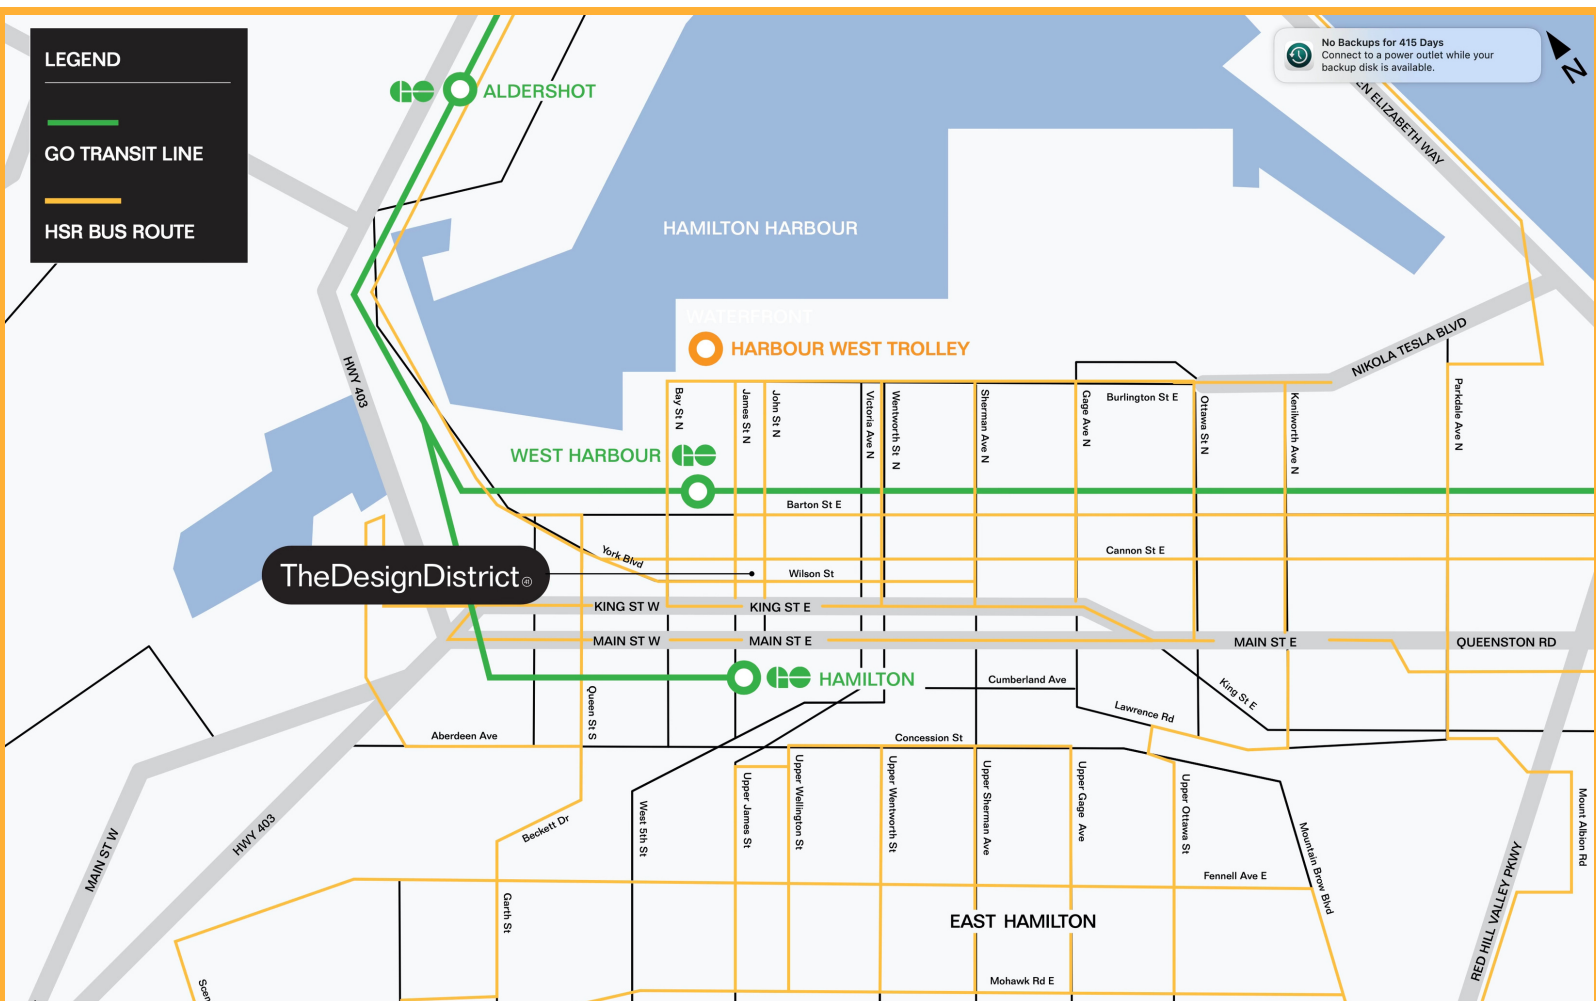 LEGEND
GO TRANSIT LINE
HSR BUS ROUTE
No Backups for 415 Days
Connect to a power outlet while your
backup disk is available.
N
EN ELIZABETH WAY
GO
ALDERSHOT
HAMILTON HARBOUR
WATERFRONT
HARBOUR WEST TROLLEY
NIKOLA TESLA BLVD
HWY 403
Bay St N
James St N
John St N
Victoria Ave N
Wentworth St N
Sherman Ave N
Gage Ave N
Burlington St E
Ottawa St N
Kenilworth Ave N
Parkdale Ave N
WEST HARBOUR
GO
Barton St E
York Blvd
Cannon St E
TheDesignDistrict
41
Wilson St
KING ST W
KING ST E
MAIN ST W
MAIN ST E
MAIN ST E
QUEENSTON RD
GO
HAMILTON
Cumberland Ave
King St E
Queen St S
Lawrence Rd
Aberdeen Ave
Concession St
Upper James St
Upper Wellington St
Upper Wentworth St
Upper Sherman Ave
Upper Gage Ave
Upper Ottawa St
Mount Albion Rd
West 5th St
Beckett Dr
Mountain Brow Blvd
MAIN ST W
HWY 403
Fennell Ave E
Garth St
EAST HAMILTON
RED HILL VALLEY PKWY
Mohawk Rd E
Scen